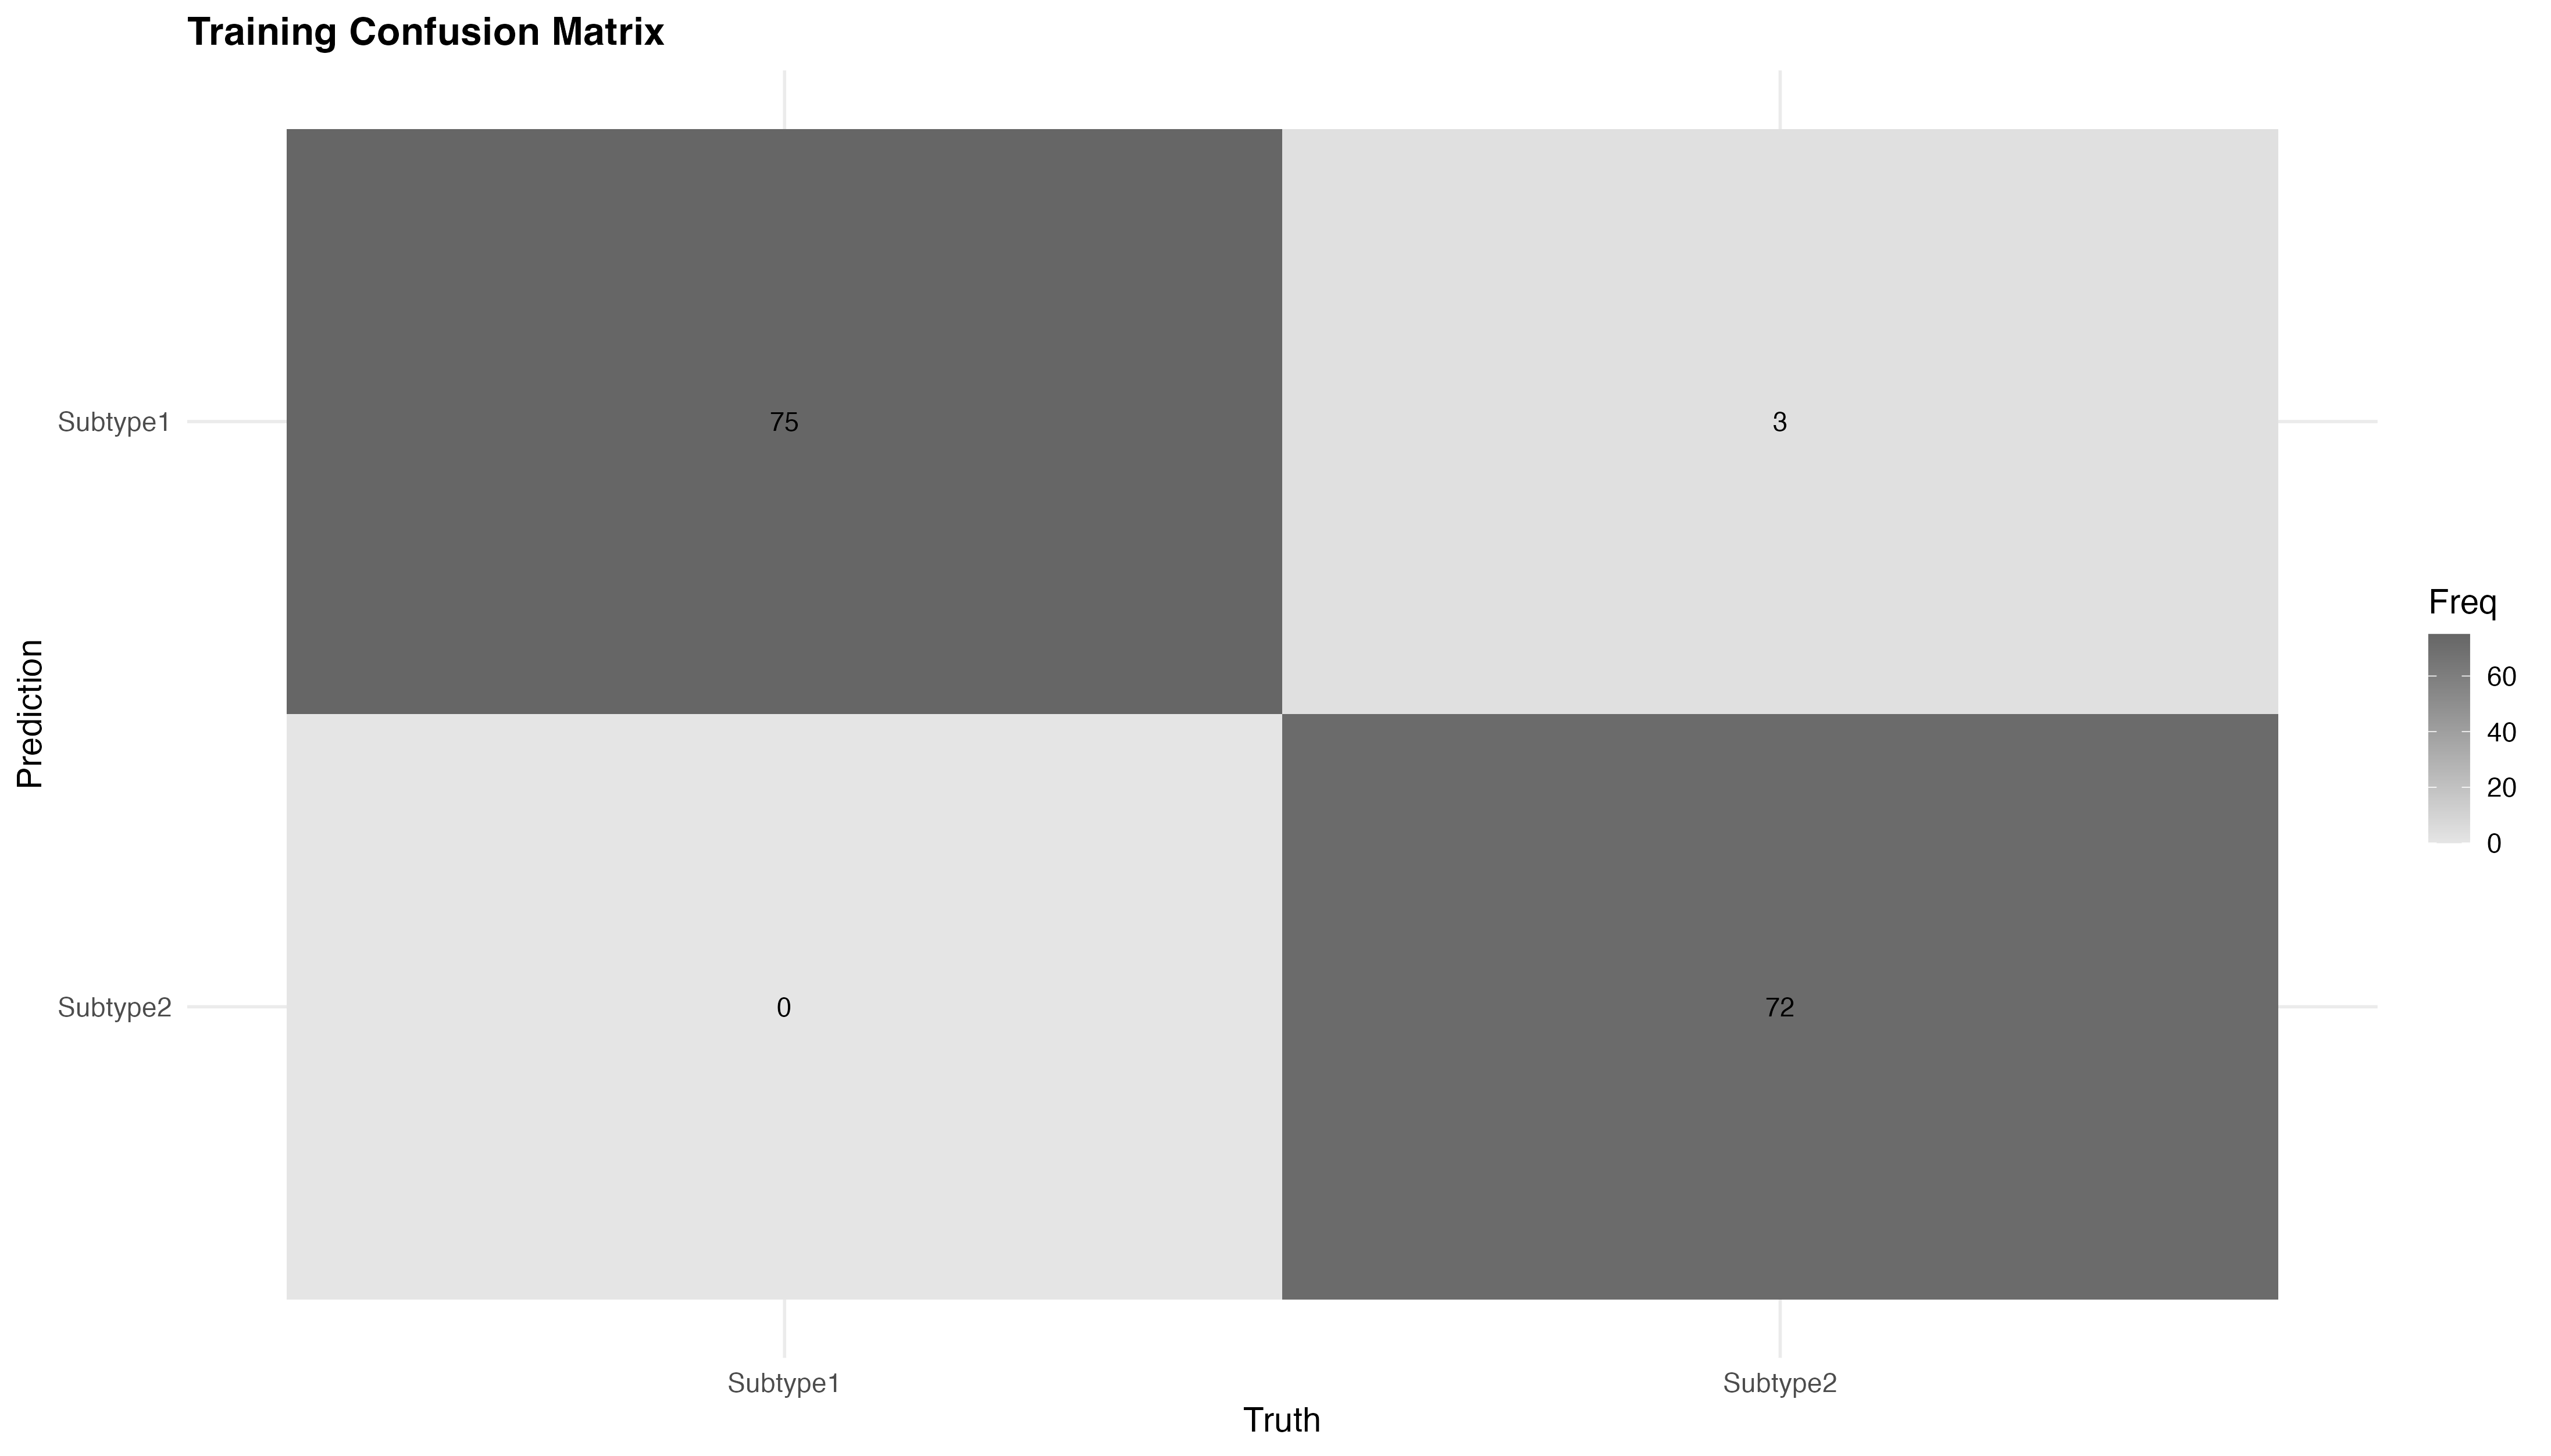 Training Confusion Matrix
Prediction
Subtype1
75
3
Subtype2
0
72
Subtype1
Subtype2
Truth
Freq
60
40
20
0